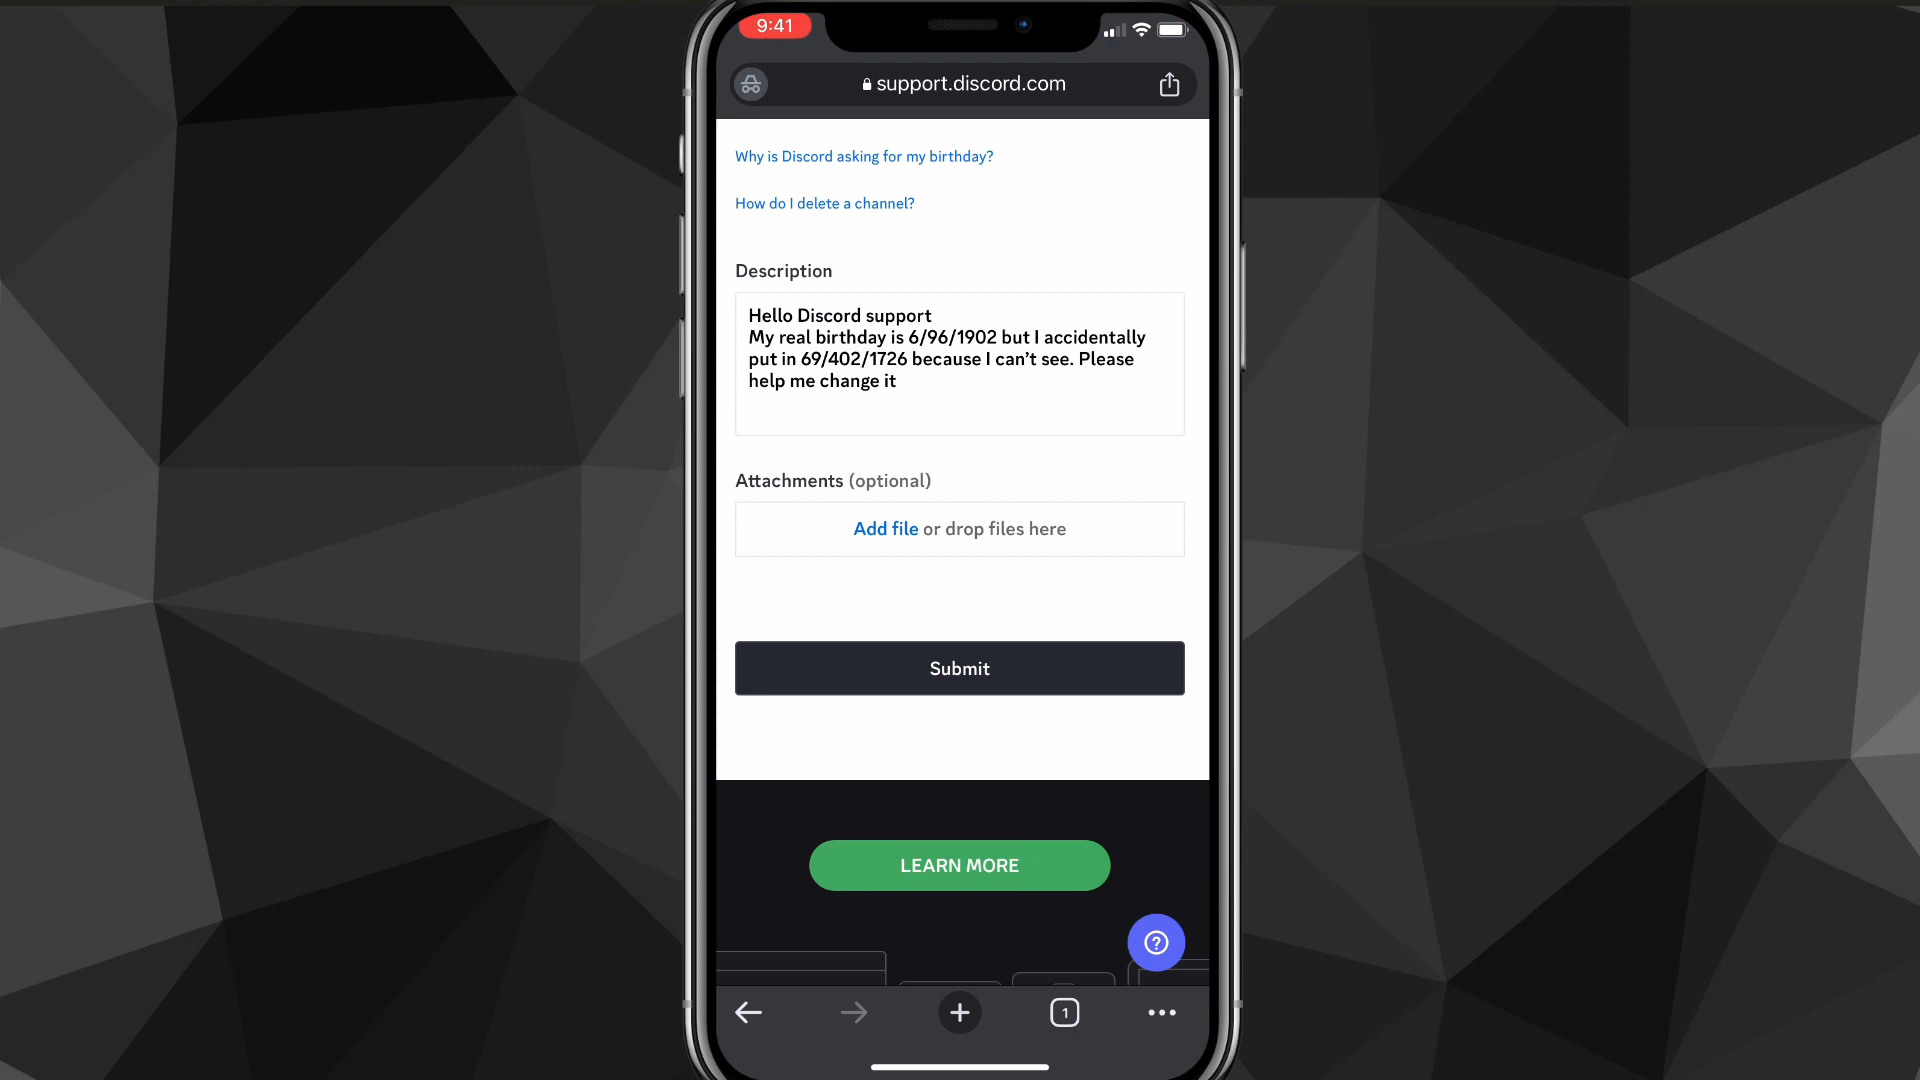 9:41
support.discord.com
Why is Discord asking for my birthday?
How do I delete a channel?
Description
Hello Discord support
My real birthday is 6/96/1902 but I accidentally
put in 69/402/1726 because I can’t see. Please
help me change it
Attachments (optional)
Add file or drop files here
Submit
LEARN MORE
?
1